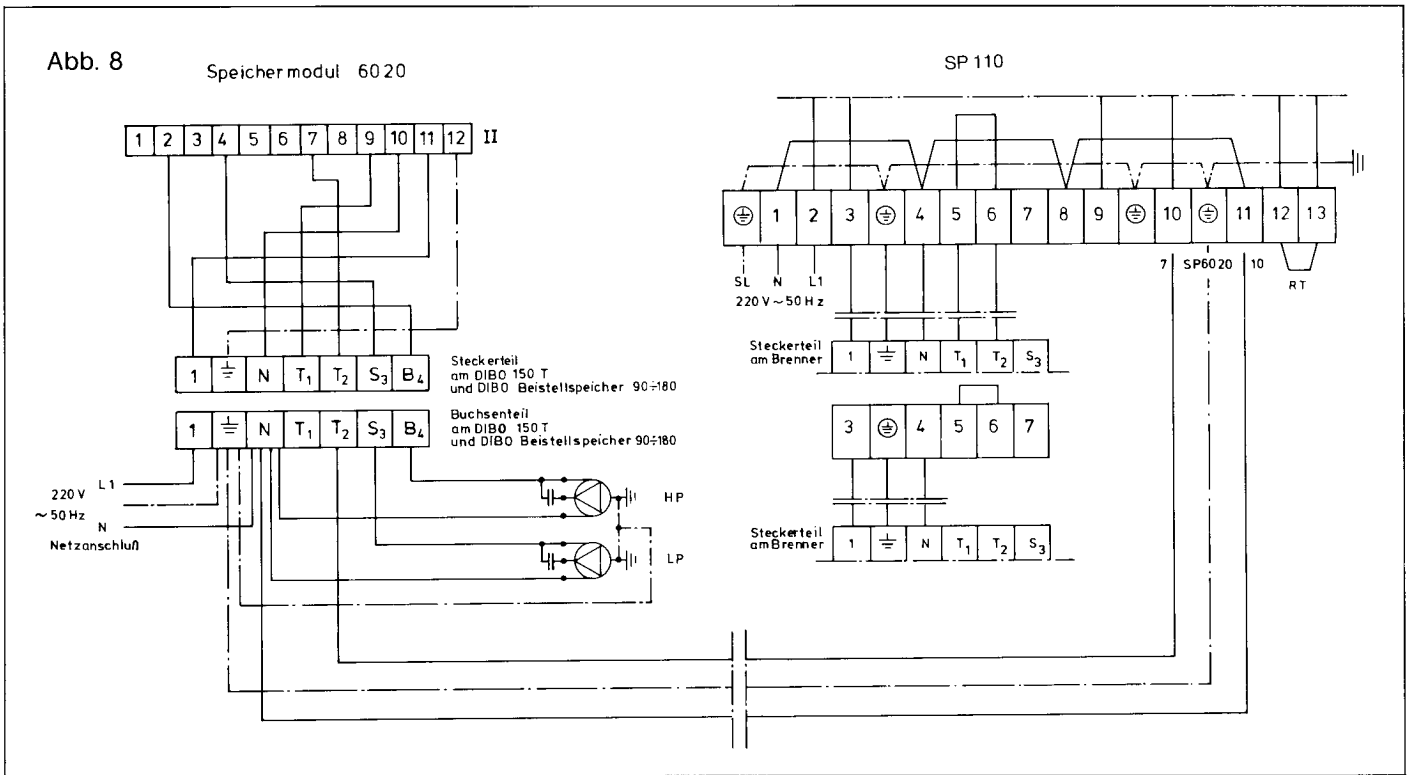 Abb. 8
Speichermodul 6020
SP 110
1 2 3 4 5 6 7 8 9 10 11 12 II
1 2 3 4 5 6 7 8 9 10 11 12 13
SL N L1
220 V ~ 50 Hz
7 SP6020 10
RT
1 N T1 T2 S3 B4
Steckerteil
am DIBO 150 T
und DIBO Beistellspeicher 90÷180
1 N T1 T2 S3 B4
Buchsenteil
am DIBO 150 T
und DIBO Beistellspeicher 90÷180
L1
220 V
~ 50 Hz
N
Netzanschluß
HP
LP
Steckerteil
am Brenner
1 N T1 T2 S3
3 4 5 6 7
Steckerteil
am Brenner
1 N T1 T2 S3